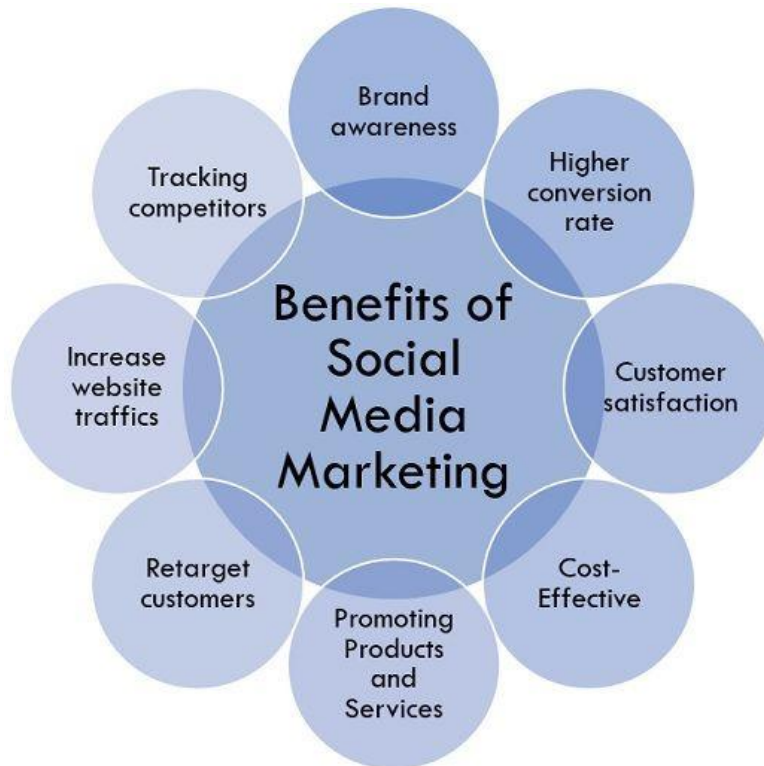 Benefits of
Social
Media
Marketing
Brand
awareness
Higher
conversion
rate
Customer
satisfaction
Cost-
Effective
Promoting
Products
and
Services
Retarget
customers
Increase
website
traffics
Tracking
competitors